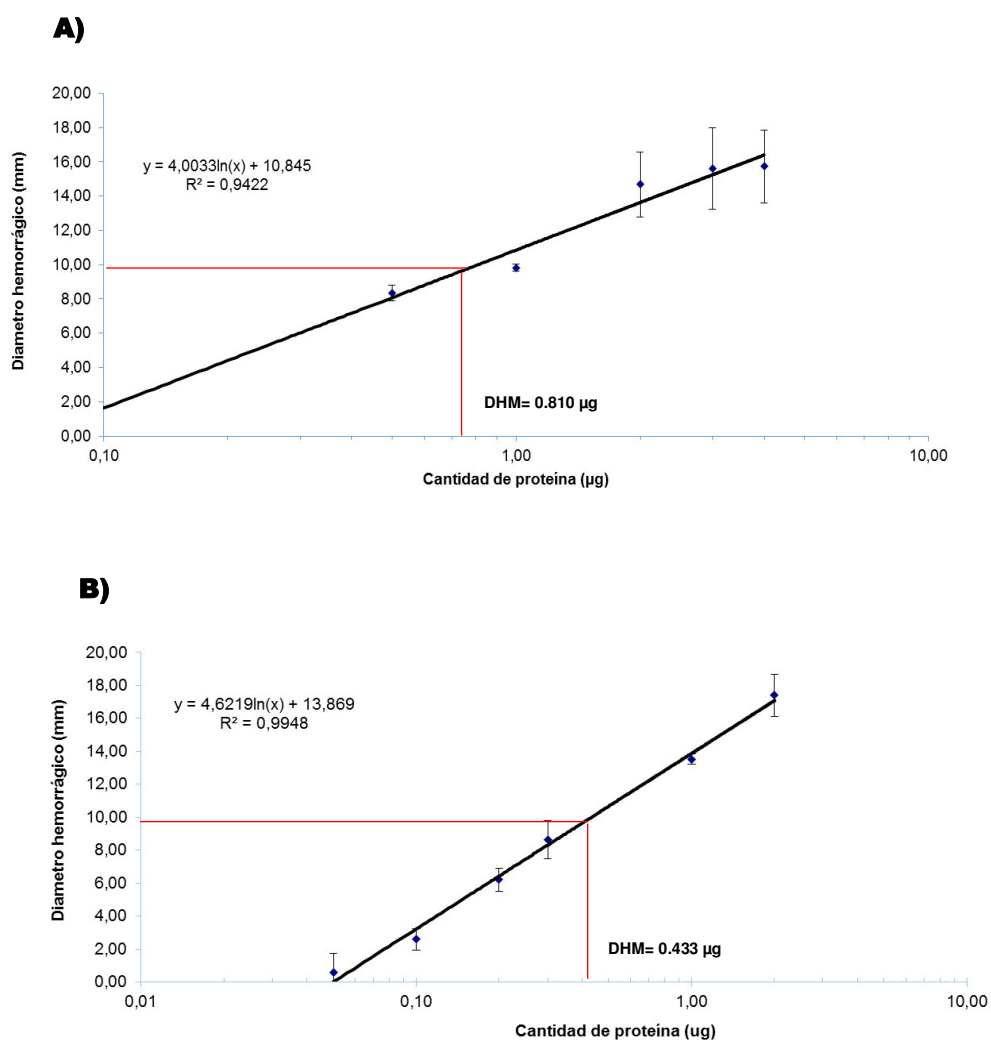 A)
20,00
18,00
16,00
14,00
12,00
10,00
8,00
6,00
4,00
2,00
0,00
Diametro hemorrágico (mm)
y = 4,0033ln(x) + 10,845
R² = 0,9422
DHM= 0.810 µg
0,10
1,00
10,00
Cantidad de proteína (µg)
B)
20,00
18,00
16,00
14,00
12,00
10,00
8,00
6,00
4,00
2,00
0,00
Diametro hemorrágico (mm)
y = 4,6219ln(x) + 13,869
R² = 0,9948
DHM= 0.433 µg
0,01
0,10
1,00
10,00
Cantidad de proteína (ug)